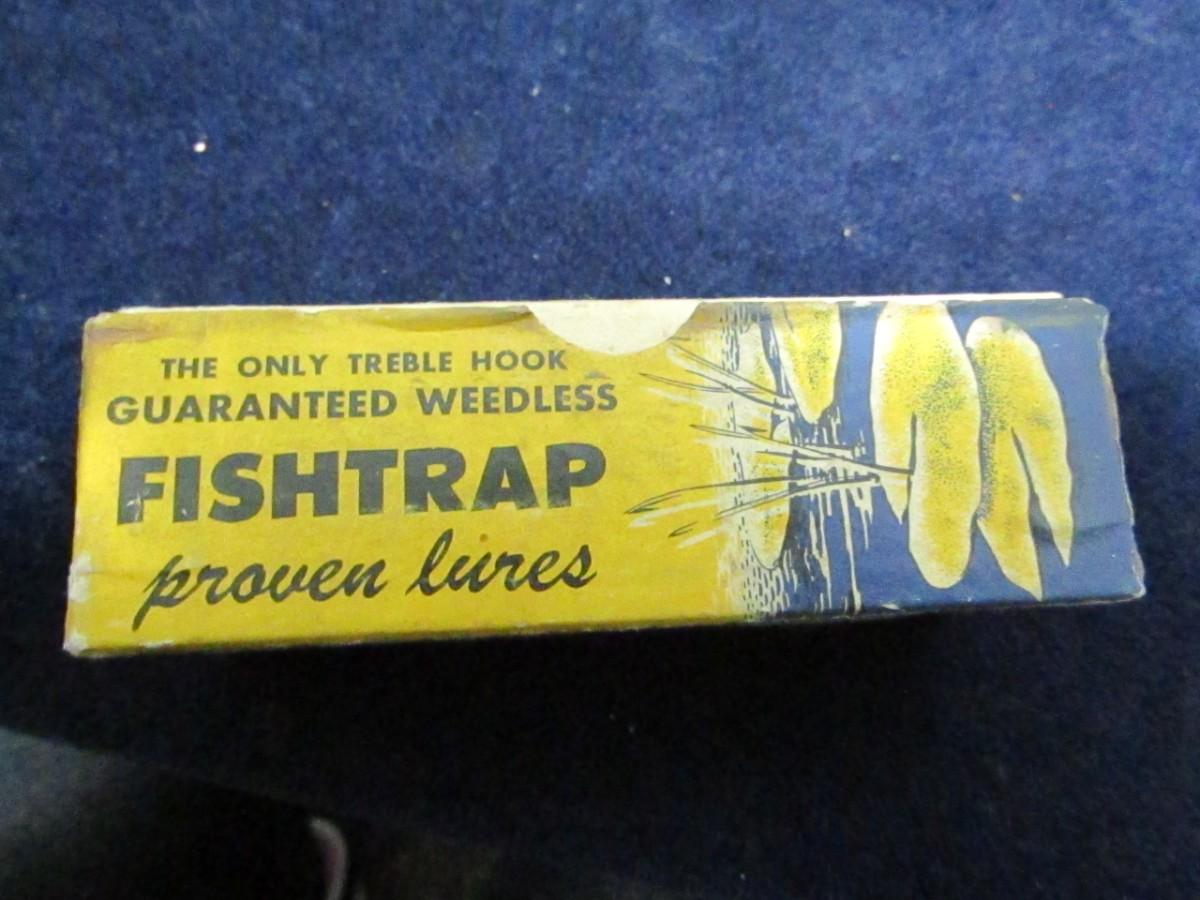 THE ONLY TREBLE HOOK
GUARANTEED WEEDLESS
FISHTRAP
proven lures